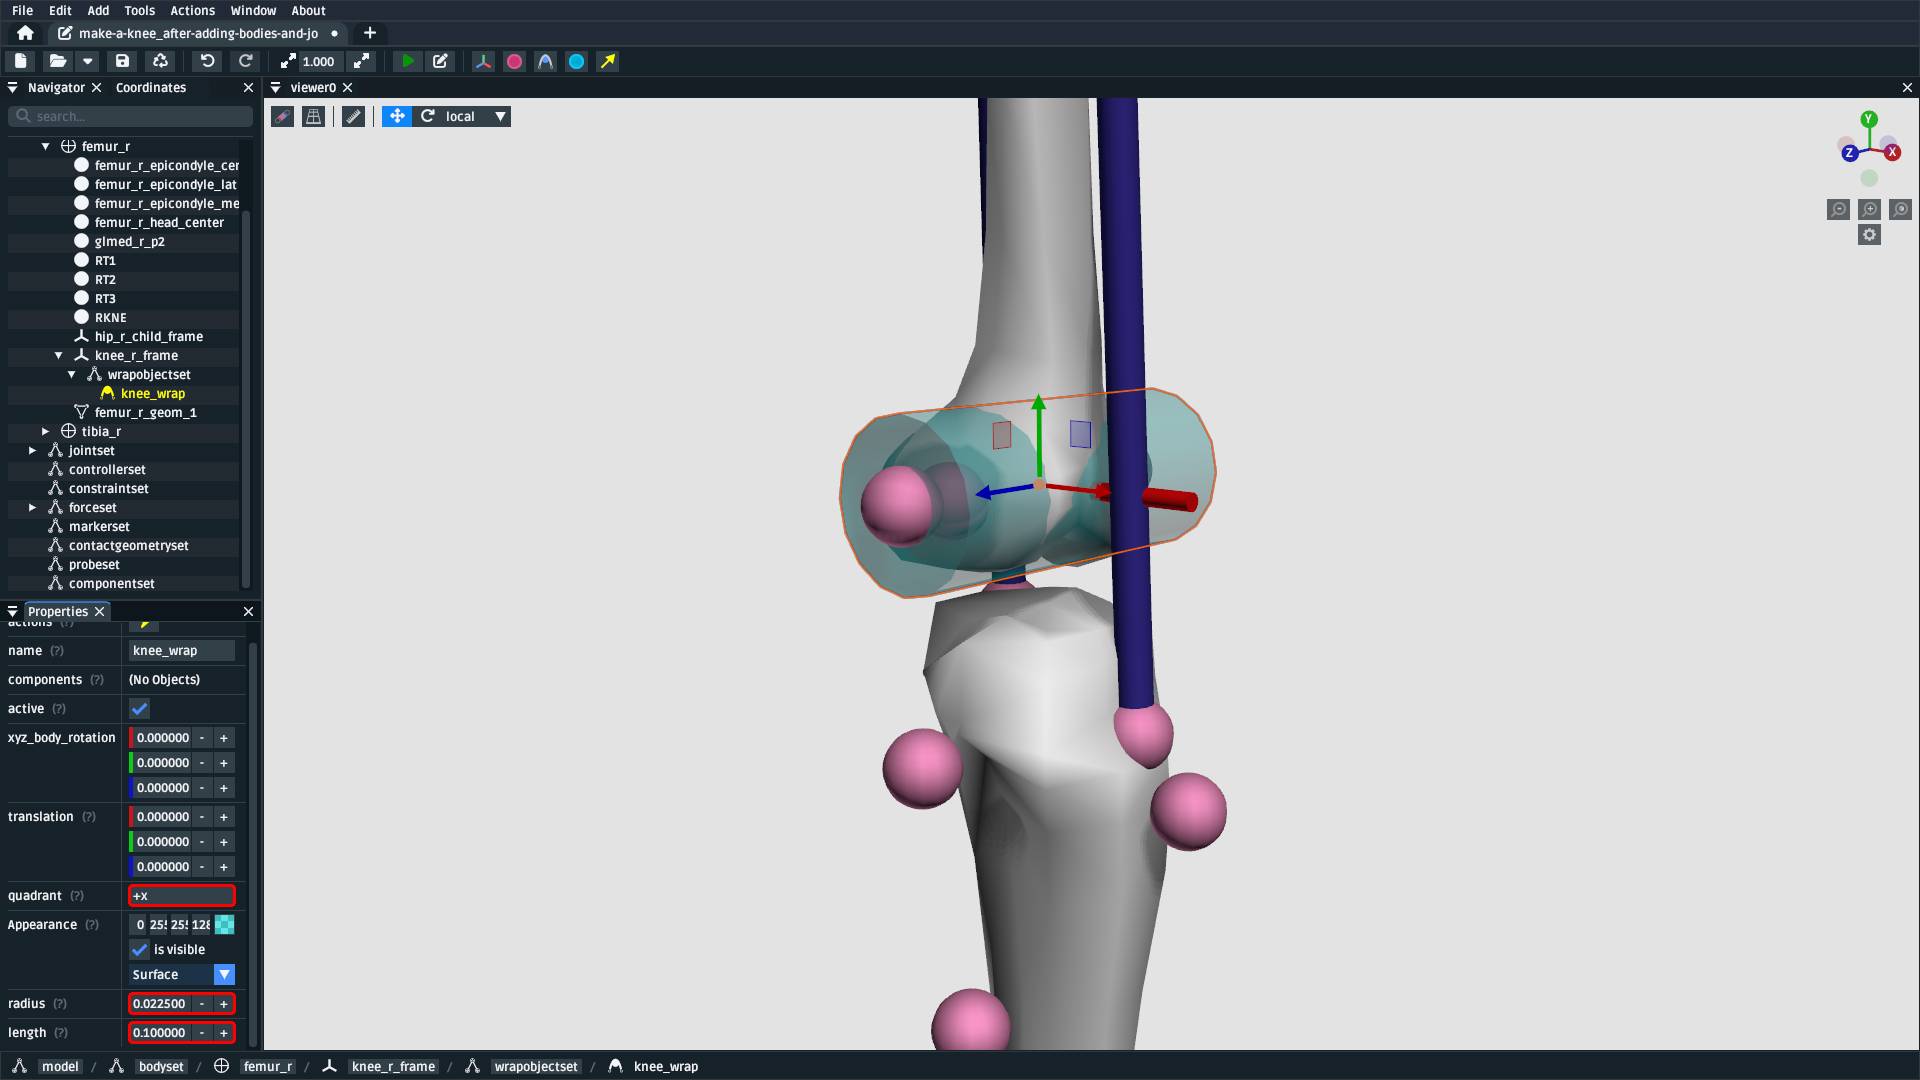 File Edit Add Tools Actions Window About
make-a-knee_after-adding-bodies-and-jo
1.000
Navigator Coordinates
viewer0
search...
local
femur_r
femur_r_epicondyle_cer
femur_r_epicondyle_lat
femur_r_epicondyle_me
femur_r_head_center
glmed_r_p2
RT1
RT2
RT3
RKNE
hip_r_child_frame
knee_r_frame
wrapobjectset
knee_wrap
femur_r_geom_1
tibia_r
jointset
controllerset
constraintset
forceset
markerset
contactgeometryset
probeset
componentset
Y
Z X
Properties
actions (?)
name (?) knee_wrap
components (?) (No Objects)
active (?)
xyz_body_rotation 0.000000 - +
0.000000 - +
0.000000 - +
translation (?) 0.000000 - +
0.000000 - +
0.000000 - +
quadrant (?) +x
Appearance (?) 0 255 255 128
is visible
Surface
radius (?) 0.022500 - +
length (?) 0.100000 - +
model / bodyset / femur_r / knee_r_frame / wrapobjectset / knee_wrap